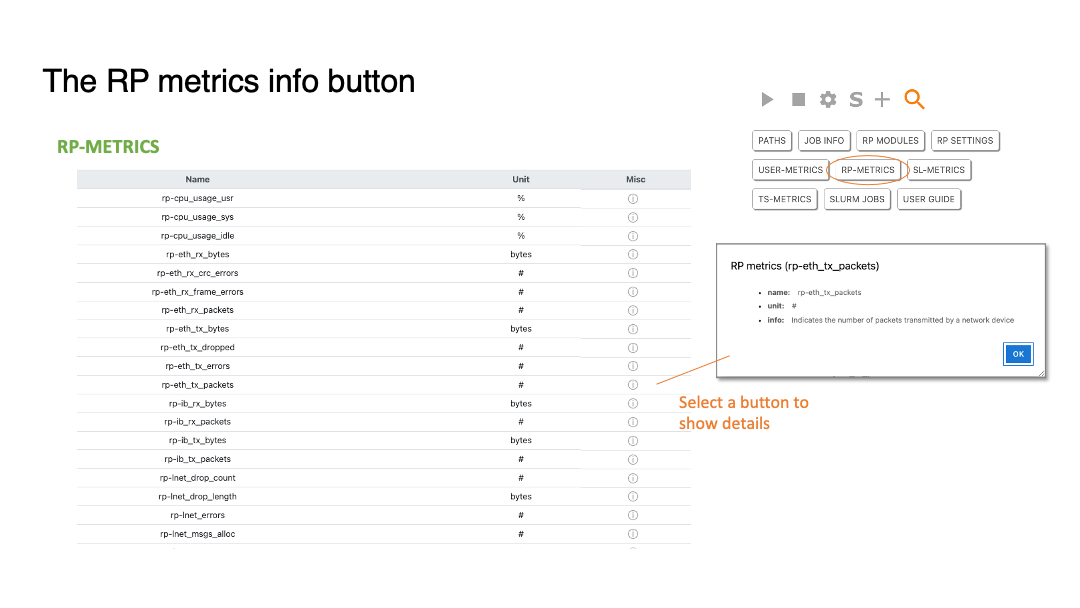 The RP metrics info button
RP-METRICS
Name Unit Misc
rp-cpu_usage_usr %
rp-cpu_usage_sys %
rp-cpu_usage_idle %
rp-eth_rx_bytes bytes
rp-eth_rx_crc_errors #
rp-eth_rx_frame_errors #
rp-eth_rx_packets #
rp-eth_tx_bytes bytes
rp-eth_tx_dropped #
rp-eth_tx_errors #
rp-eth_tx_packets #
rp-ib_rx_bytes bytes
rp-ib_rx_packets #
rp-ib_tx_bytes bytes
rp-ib_tx_packets #
rp-lnet_drop_count #
rp-lnet_drop_length bytes
rp-lnet_errors #
rp-lnet_msgs_alloc #
S
PATHS JOB INFO RP MODULES RP SETTINGS
USER-METRICS RP-METRICS SL-METRICS
TS-METRICS SLURM JOBS USER GUIDE
RP metrics (rp-eth_tx_packets)
• name: rp-eth_tx_packets
• unit: #
• info: Indicates the number of packets transmitted by a network device
OK
Select a button to
show details